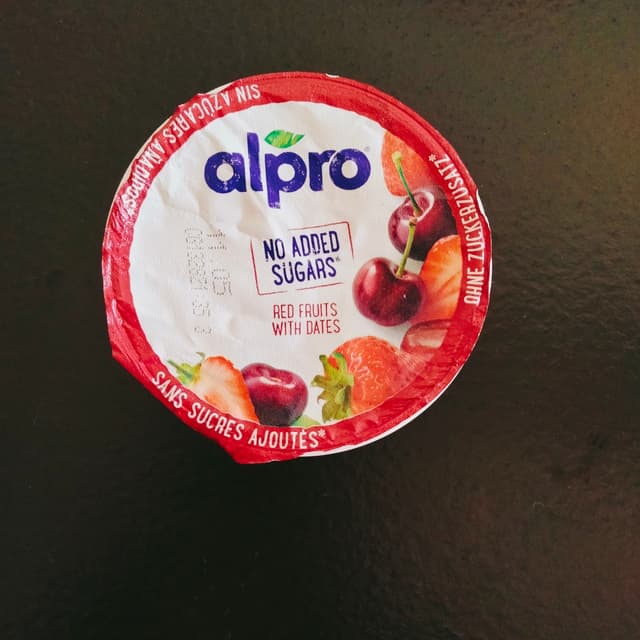 alpro
NO ADDED
SUGARS*
RED FRUITS
WITH DATES
SIN AZÚCARES AÑADIDOS*
OHNE ZUCKERZUSATZ*
SANS SUCRES AJOUTÉS*
11.05